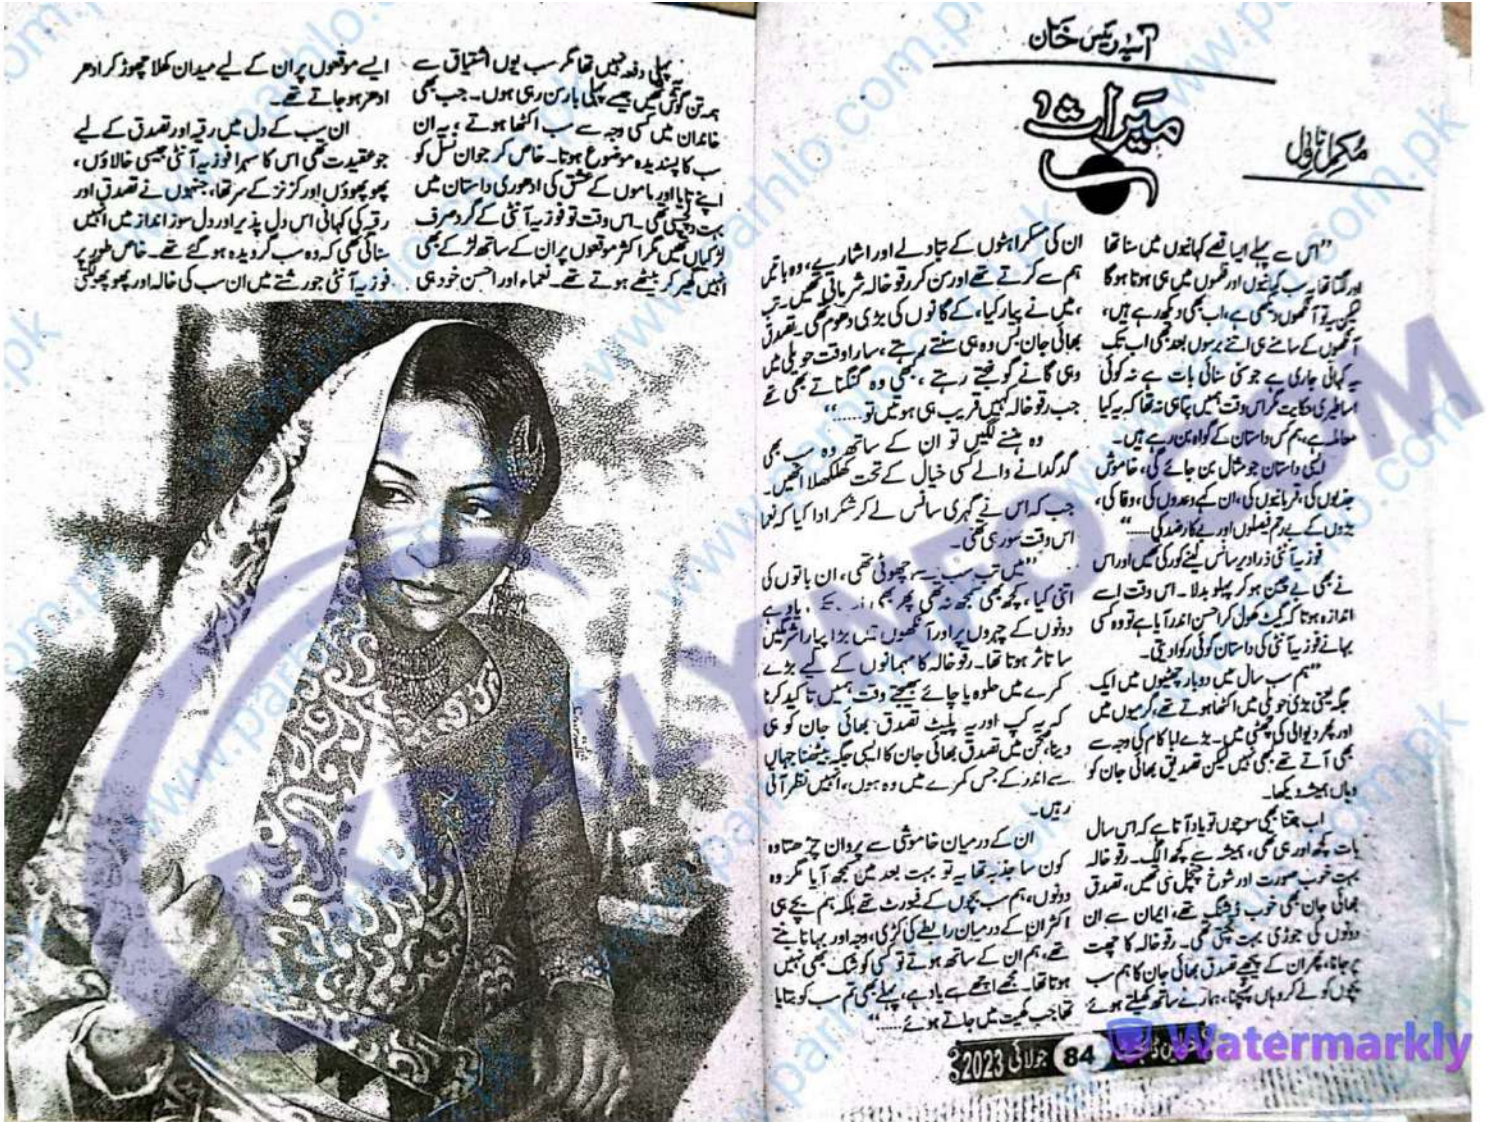 آسیہ رئیس خان
میراث
مکمل ناول
"اس سے پہلے ایسا قصے کہانیوں میں سنا تھا
اور لگتا تھا یہ سب کہانیوں اور قصوں میں ہی ہوتا ہوگا
لیکن یہ تو آنکھوں دیکھی ہے، اب بھی دیکھ رہے ہیں،
آنکھوں کے سامنے ہی اتنے برسوں بعد بھی اب تک
یہ کہانی جاری ہے جو سنی سنائی بات ہے نہ کوئی
اساطیری حکایت مگر اس وقت ہمیں پتا ہی نہ تھا کہ یہ کیا
معاملہ ہے، ہم کس داستان کے گواہ بن رہے ہیں۔
ایسی داستان جو مثال بن جائے گی، خاموش
جذبوں کی، قربانیوں کی، ان کہے وعدوں کی، وفا کی،
بڑوں کے بے رحم فیصلوں اور بے کار ضد کی......"
فوزیہ آنٹی ذرا دیر سانس لینے کو رکی تھیں اور اس
نے بھی بے چین ہو کر پہلو بدلا۔ اس وقت اسے
اندازہ ہوتا کہ گیٹ کھول کر احسن اندر آیا ہے تو وہ کسی
بہانے فوزیہ آنٹی کی داستان گوئی رکوا دیتی۔
"ہم سب سال میں دو بار چھٹیوں میں ایک
جگہ یعنی بڑی حویلی میں اکٹھا ہوتے تھے، گرمیوں میں
اور پھر دیوالی کی چھٹی میں۔ بڑے ابا کام کی وجہ سے
بھی آتے تھے کبھی نہیں لیکن تصدیق بھائی جان کو
وہاں ہمیشہ دیکھا۔
اب جتنا بھی سوچوں تو یاد آتا ہے کہ اس سال
بات کچھ اور ہی تھی، ہمیشہ سے کچھ الگ۔ رقو خالہ
بہت خوب صورت اور شوخ چنچل سی تھیں، تصدق
بھائی جان بھی خوب ڈیشنگ تھے، ایمان سے ان
دونوں کی جوڑی بہت جچتی تھی۔ رقو خالہ کا چھت
پر جانا، پھر ان کے پیچھے تصدق بھائی جان کا ہم سب
بچوں کو لے کر وہاں پہنچنا، ہمارے ساتھ کھیلتے ہوئے
ان کی مسکراہٹوں کے تبادلے اور اشارے، وہ باتیں
ہم سے کرتے تھے اور سن کر رقو خالہ شرماتی تھیں۔ تب
'میں نے پیار کیا' کے گانوں کی بڑی دھوم تھی۔ تصدق
بھائی جان بس وہ ہی سنتے رہتے، سارا وقت حویلی میں
وہی گانے گونجتے رہتے، کبھی وہ گنگناتے بھی تھے
جب رقو خالہ کہیں قریب ہی ہوتیں تو......"
وہ ہنسنے لگیں تو ان کے ساتھ وہ سب بھی
گدگدانے والے کسی خیال کے تحت کھلکھلا اٹھیں۔
جب کہ اس نے گہری سانس لے کر شکر ادا کیا کہ نعما
اس وقت سو رہی تھی۔
"میں تب سب سے چھوٹی تھی، ان باتوں کی
اتنی کیا، کچھ بھی سمجھ نہ تھی پھر بھی یاد ہے
دونوں کے چہروں پر اور آنکھوں میں بڑا پیارا شرمگیں
سا تاثر ہوتا تھا۔ رقو خالہ کا مہمانوں کے لیے بڑے
کمرے میں حلوہ یا چائے بھیجتے وقت ہمیں تاکید کرنا
کہ یہ کپ اور یہ پلیٹ تصدق بھائی جان کو ہی
دینا، صحن میں تصدق بھائی جان کا ایسی جگہ بیٹھنا جہاں
سے اندر کے جس کمرے میں وہ ہوں، انہیں نظر آتی
رہیں۔
ان کے درمیان خاموشی سے پروان چڑھتا وہ
کون سا جذبہ تھا یہ تو بہت بعد میں سمجھ آیا مگر وہ
دونوں، ہم سب بچوں کے فیورٹ تھے بلکہ ہم بچے ہی
اکثر ان کے درمیان رابطے کی کڑی، وجہ اور بہانا بنتے
تھے، ہم ان کے ساتھ ہوتے تو کسی کو شک بھی نہیں
ہوتا تھا۔ مجھے اچھے سے یاد ہے، پہلے بھی تم سب کو بتایا
تھا جب کھیت میں جاتے ہوئے......"
84 جولائی 2023
پہلی دفعہ نہیں تھا مگر سب یوں اشتیاق سے
ہمہ تن گوش تھیں جیسے پہلی بار سن رہی ہوں۔ جب بھی
خاندان میں کسی وجہ سے سب اکٹھا ہوتے، یہ ان
سب کا پسندیدہ موضوع ہوتا۔ خاص کر جوان نسل کو
اپنے تایا اور ماموں کے عشق کی ادھوری داستان میں
بہت دلچسپی تھی۔ اس وقت تو فوزیہ آنٹی کے گرد صرف
لڑکیاں تھیں مگر اکثر موقعوں پر ان کے ساتھ لڑکے بھی
انہیں گھیر کر بیٹھے ہوتے تھے۔ نعماء اور احسن خود ہی
ایسے موقعوں پر ان کے لیے میدان کھلا چھوڑ کر ادھر
ادھر ہو جاتے تھے۔
ان سب کے دل میں رقیہ اور تصدق کے لیے
جو عقیدت تھی اس کا سہرا فوزیہ آنٹی جیسی خالاؤں،
پھوپھوؤں اور کزنز کے سر تھا، جنہوں نے تصدق اور
رقیہ کی کہانی اس دل پذیر اور دل سوز انداز میں انہیں
سنائی تھی کہ وہ سب گرویدہ ہو گئے تھے۔ خاص طور پر
فوزیہ آنٹی جو رشتے میں ان سب کی خالہ اور پھوپھو لگتی
www.parhlo.com.pk
KDAILYINFO.COM
Watermarkly